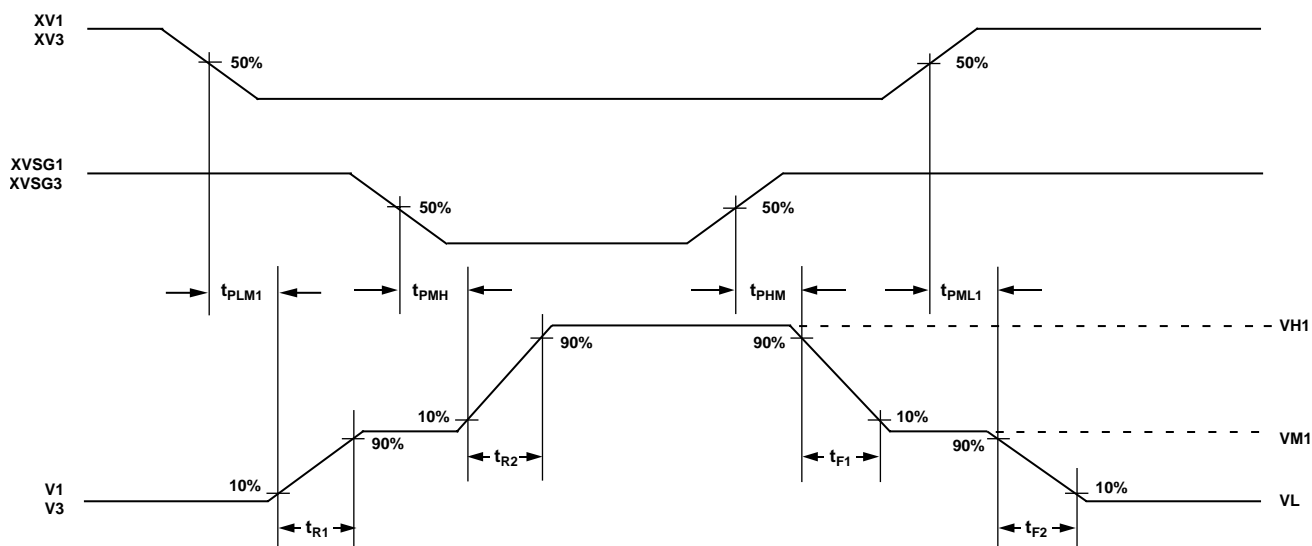 XV1
XV3
50%
50%
XVSG1
XVSG3
50%
50%
tPLM1
tPMH
tPHM
tPML1
VH1
90%
90%
10%
10%
90%
90%
VM1
tR2
tF1
V1
V3
10%
10%
VL
tR1
tF2